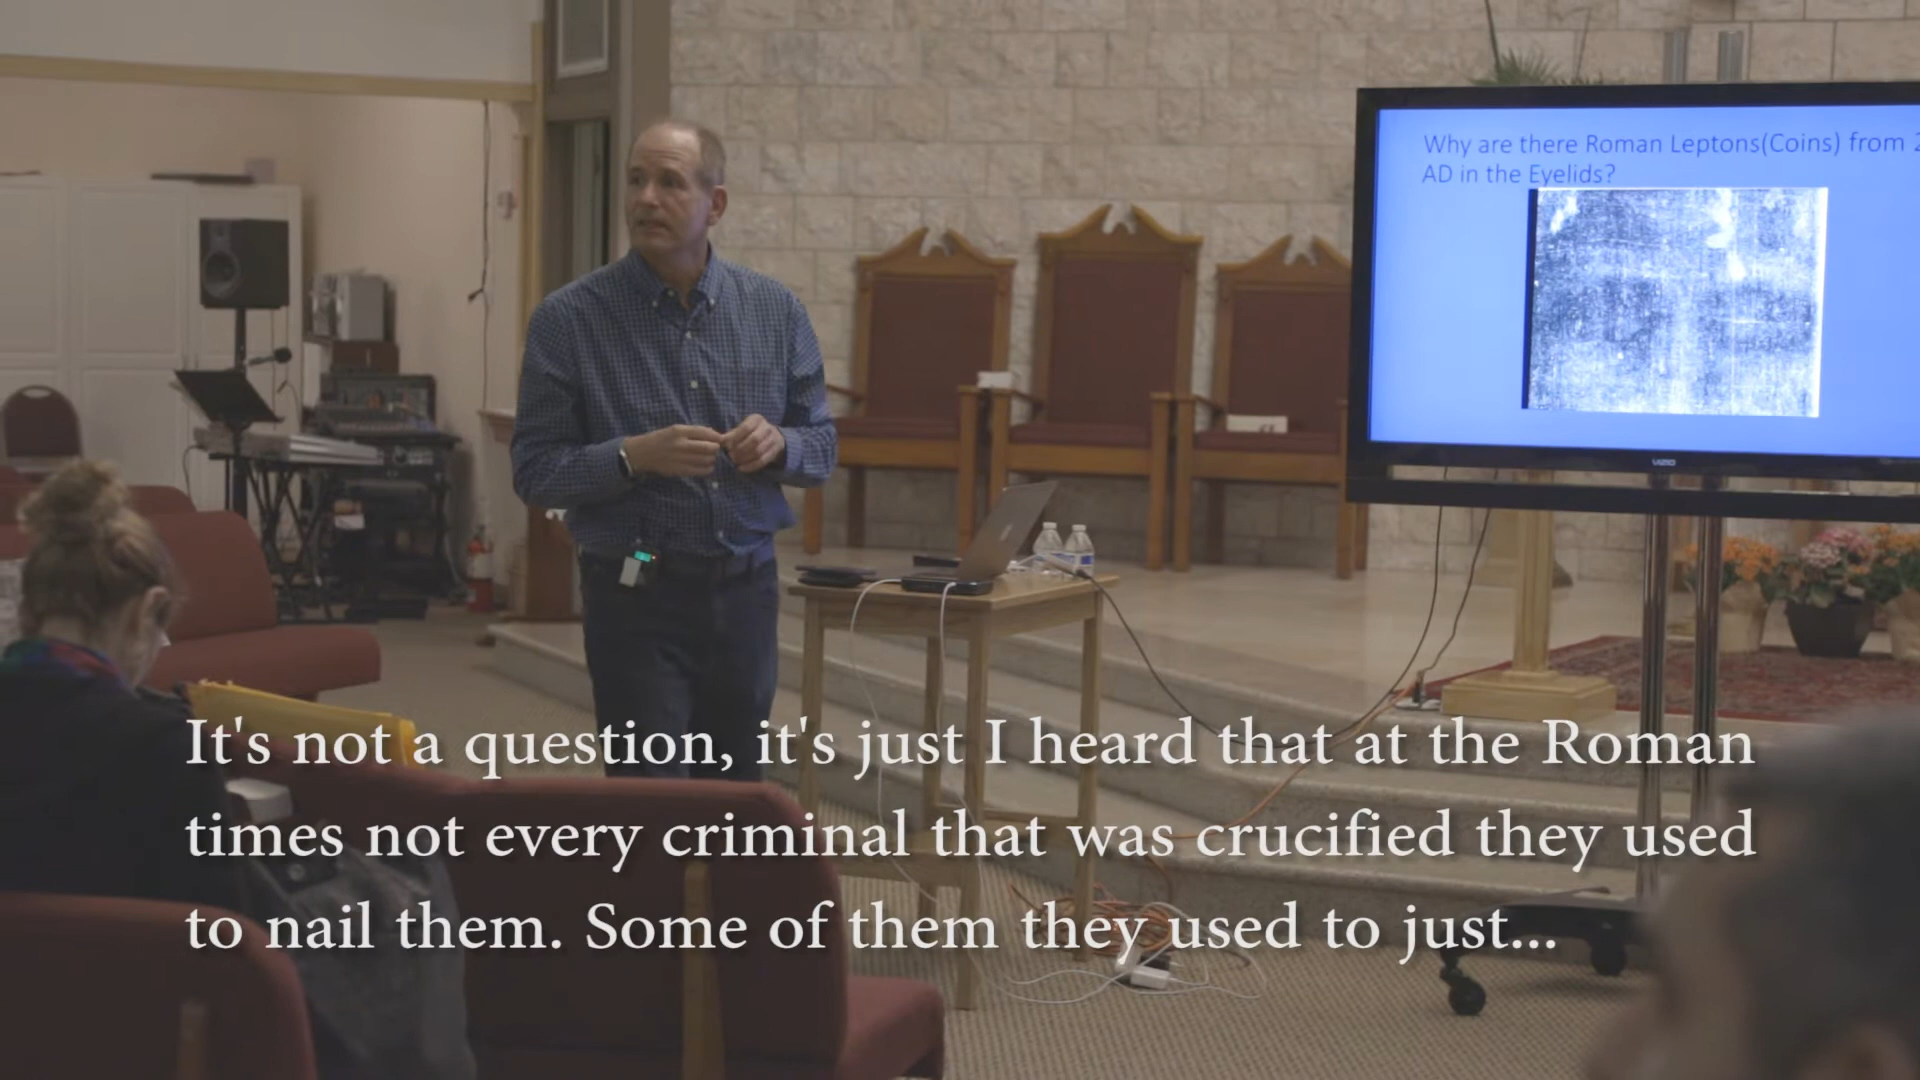 Why are there Roman Leptons(Coins) from 2
AD in the Eyelids?
VIZIO
It's not a question, it's just I heard that at the Roman
times not every criminal that was crucified they used
to nail them. Some of them they used to just...